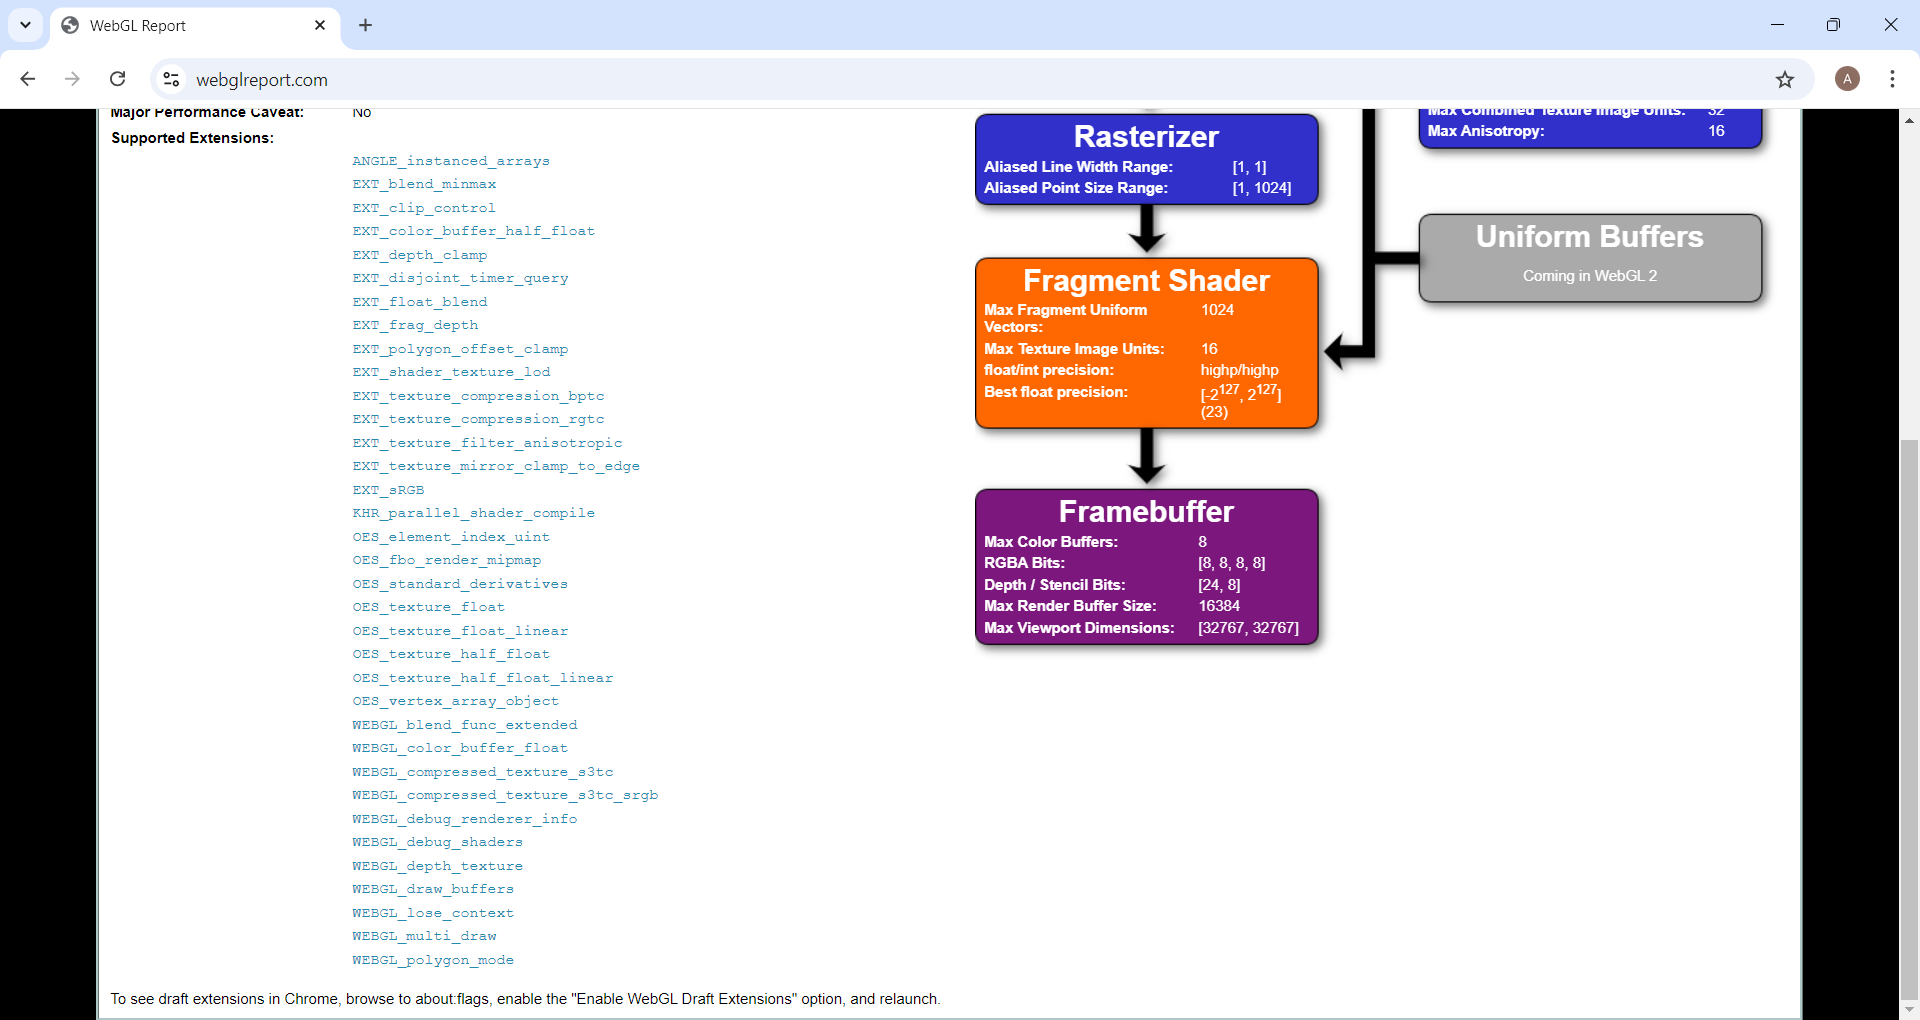 WebGL Report
webglreport.com
A
Major Performance Caveat: No
Supported Extensions:
ANGLE_instanced_arrays
EXT_blend_minmax
EXT_clip_control
EXT_color_buffer_half_float
EXT_depth_clamp
EXT_disjoint_timer_query
EXT_float_blend
EXT_frag_depth
EXT_polygon_offset_clamp
EXT_shader_texture_lod
EXT_texture_compression_bptc
EXT_texture_compression_rgtc
EXT_texture_filter_anisotropic
EXT_texture_mirror_clamp_to_edge
EXT_sRGB
KHR_parallel_shader_compile
OES_element_index_uint
OES_fbo_render_mipmap
OES_standard_derivatives
OES_texture_float
OES_texture_float_linear
OES_texture_half_float
OES_texture_half_float_linear
OES_vertex_array_object
WEBGL_blend_func_extended
WEBGL_color_buffer_float
WEBGL_compressed_texture_s3tc
WEBGL_compressed_texture_s3tc_srgb
WEBGL_debug_renderer_info
WEBGL_debug_shaders
WEBGL_depth_texture
WEBGL_draw_buffers
WEBGL_lose_context
WEBGL_multi_draw
WEBGL_polygon_mode
To see draft extensions in Chrome, browse to about:flags, enable the "Enable WebGL Draft Extensions" option, and relaunch.
Rasterizer
Aliased Line Width Range: [1, 1]
Aliased Point Size Range: [1, 1024]
Fragment Shader
Max Fragment Uniform 1024
Vectors:
Max Texture Image Units: 16
float/int precision: highp/highp
Best float precision: [-2¹²⁷, 2¹²⁷]
(23)
Framebuffer
Max Color Buffers: 8
RGBA Bits: [8, 8, 8, 8]
Depth / Stencil Bits: [24, 8]
Max Render Buffer Size: 16384
Max Viewport Dimensions: [32767, 32767]
Max Combined Texture Image Units: 32
Max Anisotropy: 16
Uniform Buffers
Coming in WebGL 2